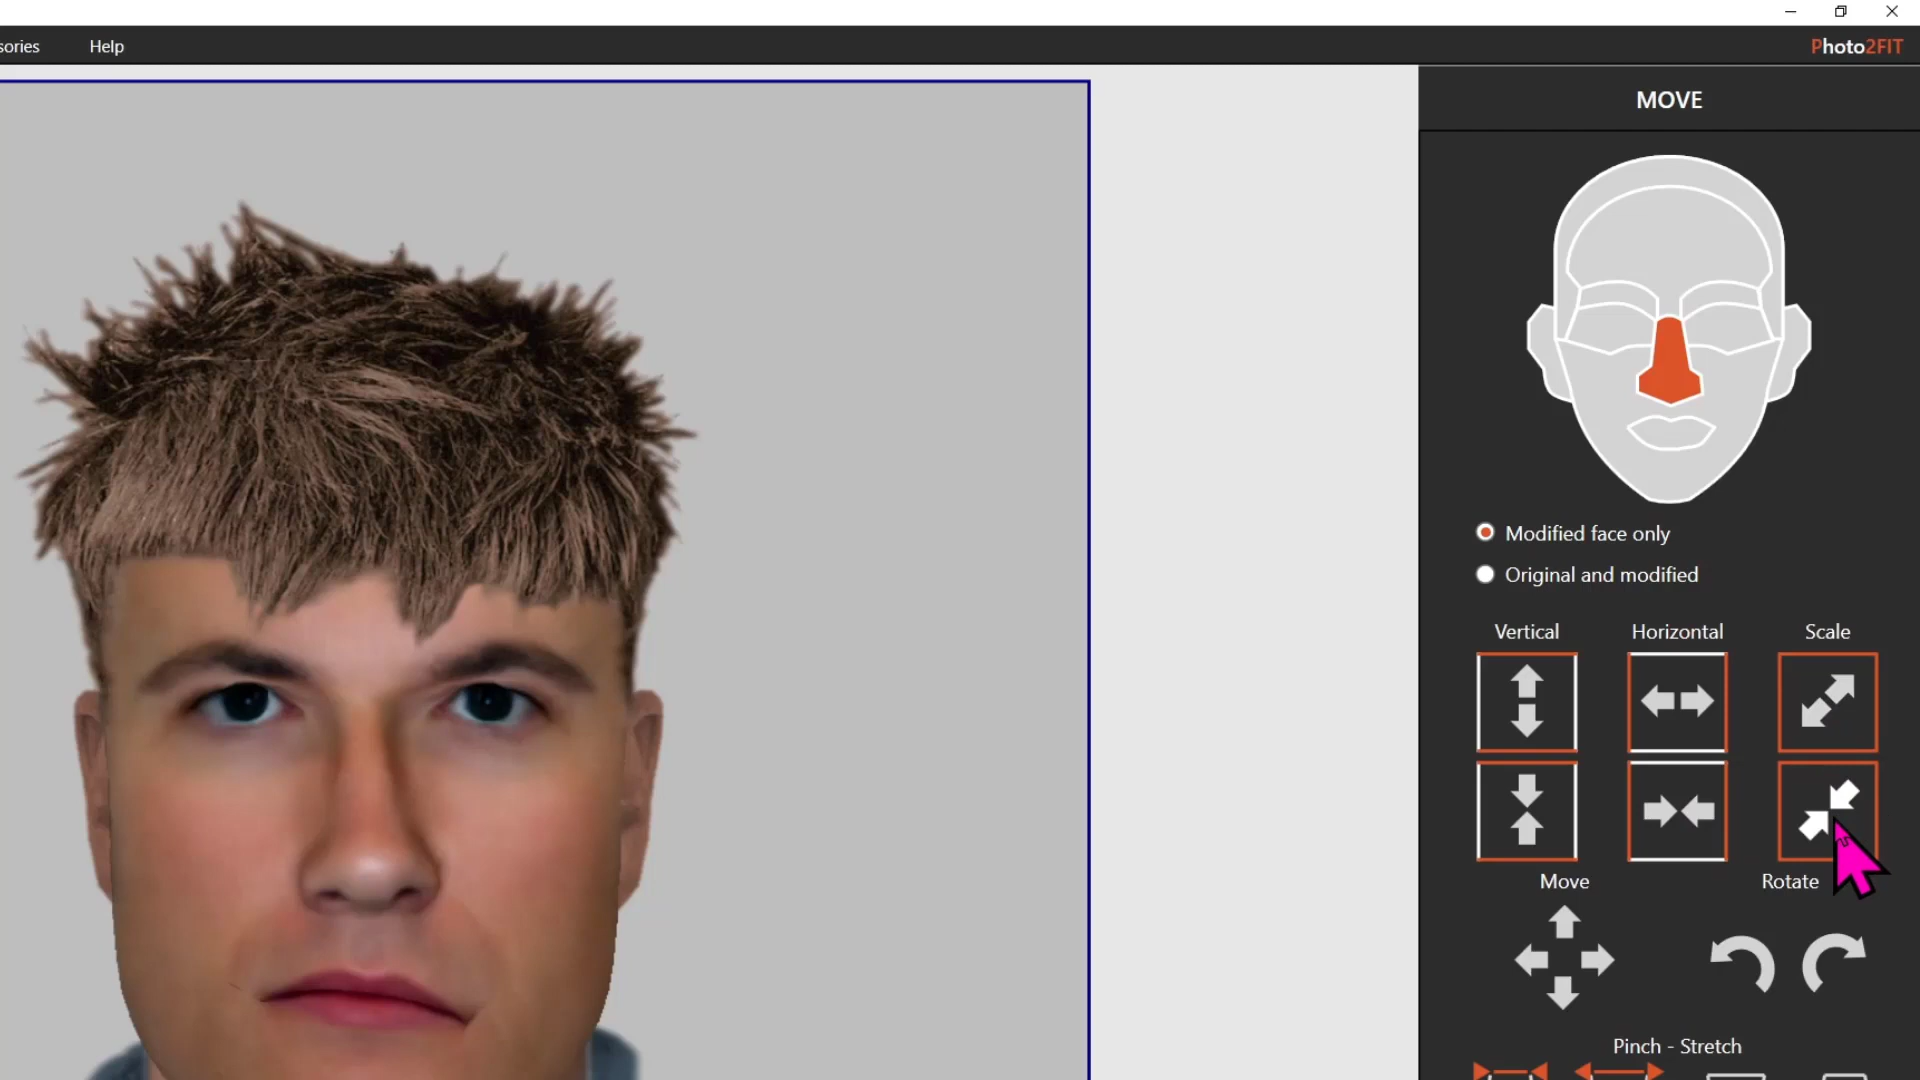 sories Help Photo2FIT
MOVE
Modified face only
Original and modified
Vertical Horizontal Scale
Move Rotate
Pinch - Stretch